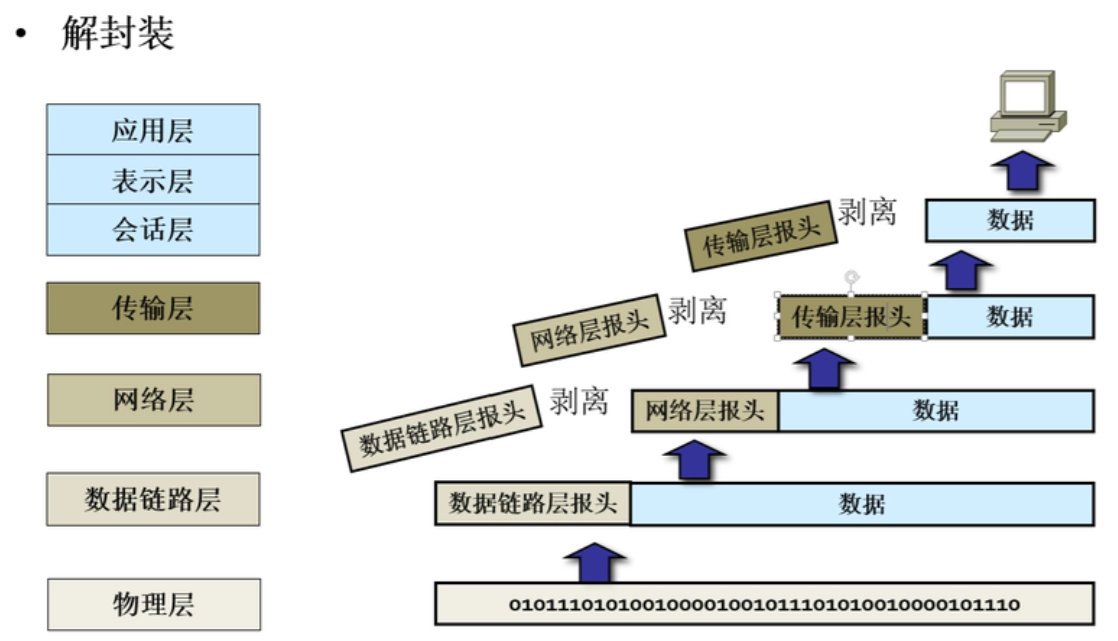 • 解封装
应用层
表示层
会话层
传输层
网络层
数据链路层
物理层
数据
传输层报头 剥离
传输层报头 数据
网络层报头 剥离
网络层报头 数据
数据链路层报头 剥离
数据链路层报头 数据
0101110101001000010010111010100100001​01110